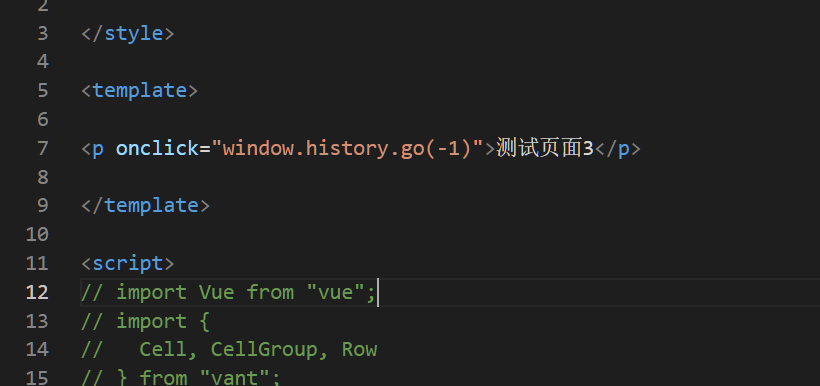 2
3 </style>
4
5 <template>
6
7 <p onclick="window.history.go(-1)">测试页面3</p>
8
9 </template>
10
11 <script>
12 // import Vue from "vue";
13 // import {
14 //   Cell, CellGroup, Row
15 // } from "vant";